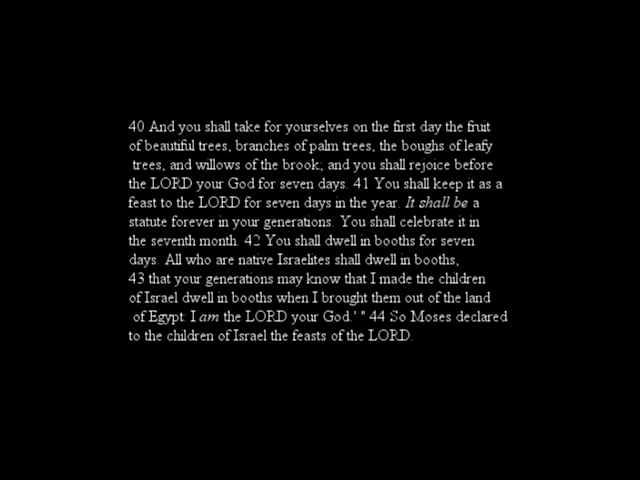 40 And you shall take for yourselves on the first day the fruit
of beautiful trees, branches of palm trees, the boughs of leafy
trees, and willows of the brook; and you shall rejoice before
the LORD your God for seven days. 41 You shall keep it as a
feast to the LORD for seven days in the year. It shall be a
statute forever in your generations. You shall celebrate it in
the seventh month. 42 You shall dwell in booths for seven
days. All who are native Israelites shall dwell in booths,
43 that your generations may know that I made the children
of Israel dwell in booths when I brought them out of the land
of Egypt: I am the LORD your God.' " 44 So Moses declared
to the children of Israel the feasts of the LORD.